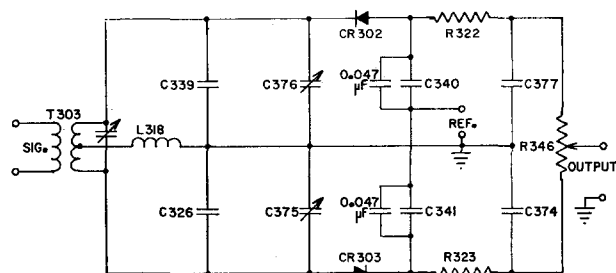 CR302
R322
C339
C376
0.047
µF
C340
C377
T303
L318
SIG.
REF.
R346
OUTPUT
C326
C375
0.047
µF
C341
C374
CR303
R323